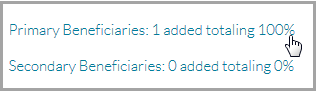 Primary Beneficiaries: 1 added totaling 100%
Secondary Beneficiaries: 0 added totaling 0%